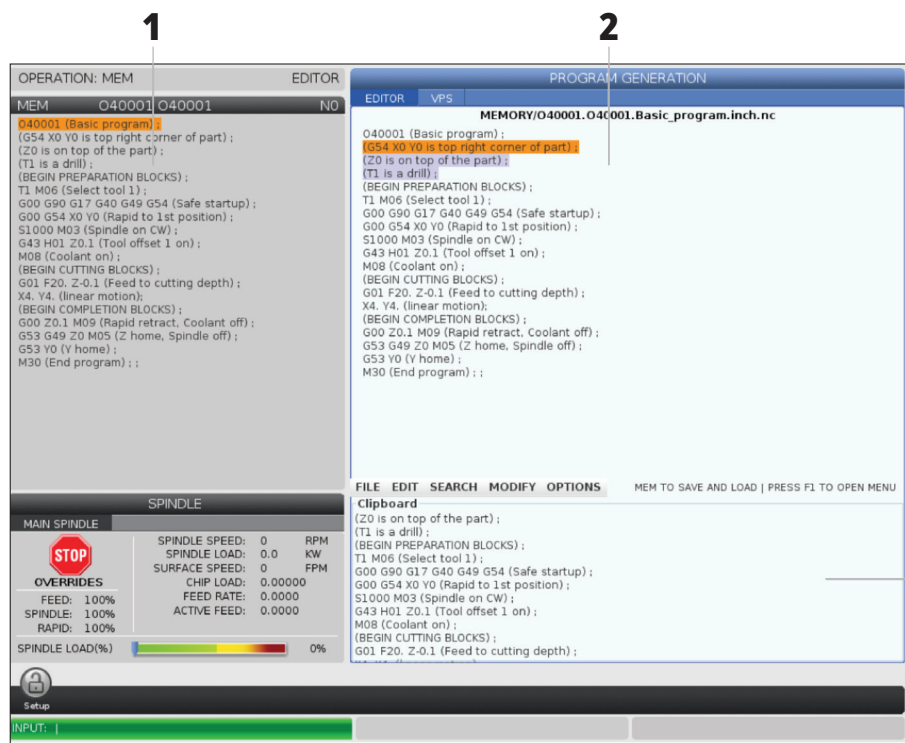 1
2
OPERATION: MEM EDITOR
MEM O40001 O40001 N0
O40001 (Basic program) ;
(G54 X0 Y0 is top right corner of part) ;
(Z0 is on top of the part) ;
(T1 is a drill) ;
(BEGIN PREPARATION BLOCKS) ;
T1 M06 (Select tool 1) ;
G00 G90 G17 G40 G49 G54 (Safe startup) ;
G00 G54 X0 Y0 (Rapid to 1st position) ;
S1000 M03 (Spindle on CW) ;
G43 H01 Z0.1 (Tool offset 1 on) ;
M08 (Coolant on) ;
(BEGIN CUTTING BLOCKS) ;
G01 F20. Z-0.1 (Feed to cutting depth) ;
X4. Y4. (linear motion);
(BEGIN COMPLETION BLOCKS) ;
G00 Z0.1 M09 (Rapid retract, Coolant off) ;
G53 G49 Z0 M05 (Z home, Spindle off) ;
G53 Y0 (Y home) ;
M30 (End program) ; ;
PROGRAM GENERATION
EDITOR VPS
MEMORY/O40001.O40001.Basic_program.inch.nc
O40001 (Basic program) ;
(G54 X0 Y0 is top right corner of part) ;
(Z0 is on top of the part) ;
(T1 is a drill) ;
(BEGIN PREPARATION BLOCKS) ;
T1 M06 (Select tool 1) ;
G00 G90 G17 G40 G49 G54 (Safe startup) ;
G00 G54 X0 Y0 (Rapid to 1st position) ;
S1000 M03 (Spindle on CW) ;
G43 H01 Z0.1 (Tool offset 1 on) ;
M08 (Coolant on) ;
(BEGIN CUTTING BLOCKS) ;
G01 F20. Z-0.1 (Feed to cutting depth) ;
X4. Y4. (linear motion);
(BEGIN COMPLETION BLOCKS) ;
G00 Z0.1 M09 (Rapid retract, Coolant off) ;
G53 G49 Z0 M05 (Z home, Spindle off) ;
G53 Y0 (Y home) ;
M30 (End program) ; ;
FILE EDIT SEARCH MODIFY OPTIONS MEM TO SAVE AND LOAD | PRESS F1 TO OPEN MENU
Clipboard
(Z0 is on top of the part) ;
(T1 is a drill) ;
(BEGIN PREPARATION BLOCKS) ;
T1 M06 (Select tool 1) ;
G00 G90 G17 G40 G49 G54 (Safe startup) ;
G00 G54 X0 Y0 (Rapid to 1st position) ;
S1000 M03 (Spindle on CW) ;
G43 H01 Z0.1 (Tool offset 1 on) ;
M08 (Coolant on) ;
(BEGIN CUTTING BLOCKS) ;
G01 F20. Z-0.1 (Feed to cutting depth) ;
SPINDLE
MAIN SPINDLE
STOP
OVERRIDES
FEED: 100%
SPINDLE: 100%
RAPID: 100%
SPINDLE SPEED: 0 RPM
SPINDLE LOAD: 0.0 KW
SURFACE SPEED: 0 FPM
CHIP LOAD: 0.00000
FEED RATE: 0.0000
ACTIVE FEED: 0.0000
SPINDLE LOAD(%) 0%
Setup
INPUT: |